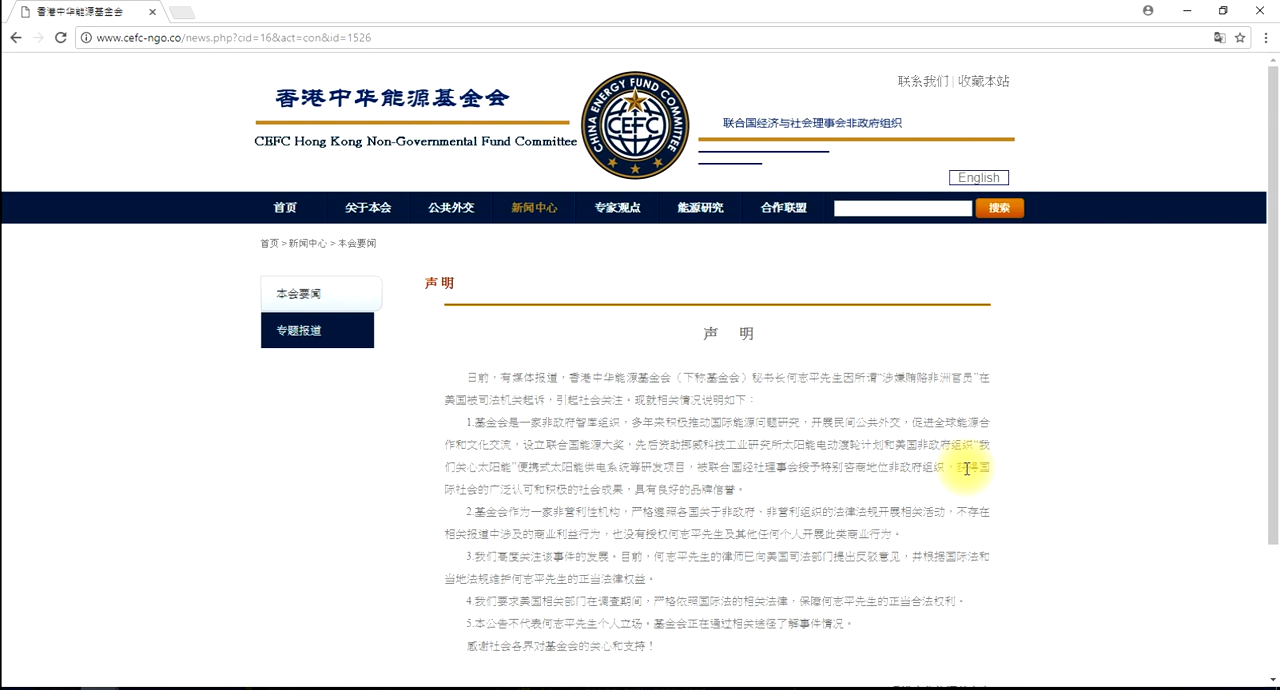 香港中华能源基金会
www.cefc-ngo.co/news.php?cid=16&act=con&id=1526
联系我们 | 收藏本站
香港中华能源基金会
CEFC Hong Kong Non-Governmental Fund Committee
CHINA ENERGY FUND COMMITTEE
CEFC
联合国经济与社会理事会非政府组织
English
首页 关于本会 公共外交 新闻中心 专家观点 能源研究 合作联盟 搜索
首页 > 新闻中心 > 本会要闻
本会要闻
专题报道
声 明
声 明
日前，有媒体报道，香港中华能源基金会（下称基金会）秘书长何志平先生因所谓“涉嫌贿赂非洲官员”在
美国被司法机关起诉，引起社会关注。现就相关情况说明如下：
1.基金会是一家非政府智库组织，多年来积极推动国际能源问题研究，开展民间公共外交，促进全球能源合
作和文化交流，设立联合国能源大奖，先后资助挪威科技工业研究所太阳能电动渡轮计划和美国非政府组织“我
们关心太阳能”便携式太阳能供电系统等研发项目，被联合国经社理事会授予特别咨商地位非政府组织，获得国
际社会的广泛认可和积极的社会成果，具有良好的品牌信誉。
2.基金会作为一家非营利性机构，严格遵照各国关于非政府、非营利组织的法律法规开展相关活动，不存在
相关报道中涉及的商业利益行为，也没有授权何志平先生及其他任何个人开展此类商业行为。
3.我们高度关注该事件的发展。目前，何志平先生的律师已向美国司法部门提出反驳意见，并根据国际法和
当地法规维护何志平先生的正当法律权益。
4.我们要求美国相关部门在调查期间，严格依照国际法的相关法律，保障何志平先生的正当合法权利。
5.本公告不代表何志平先生个人立场。基金会正在通过相关途径了解事件情况。
感谢社会各界对基金会的关心和支持！